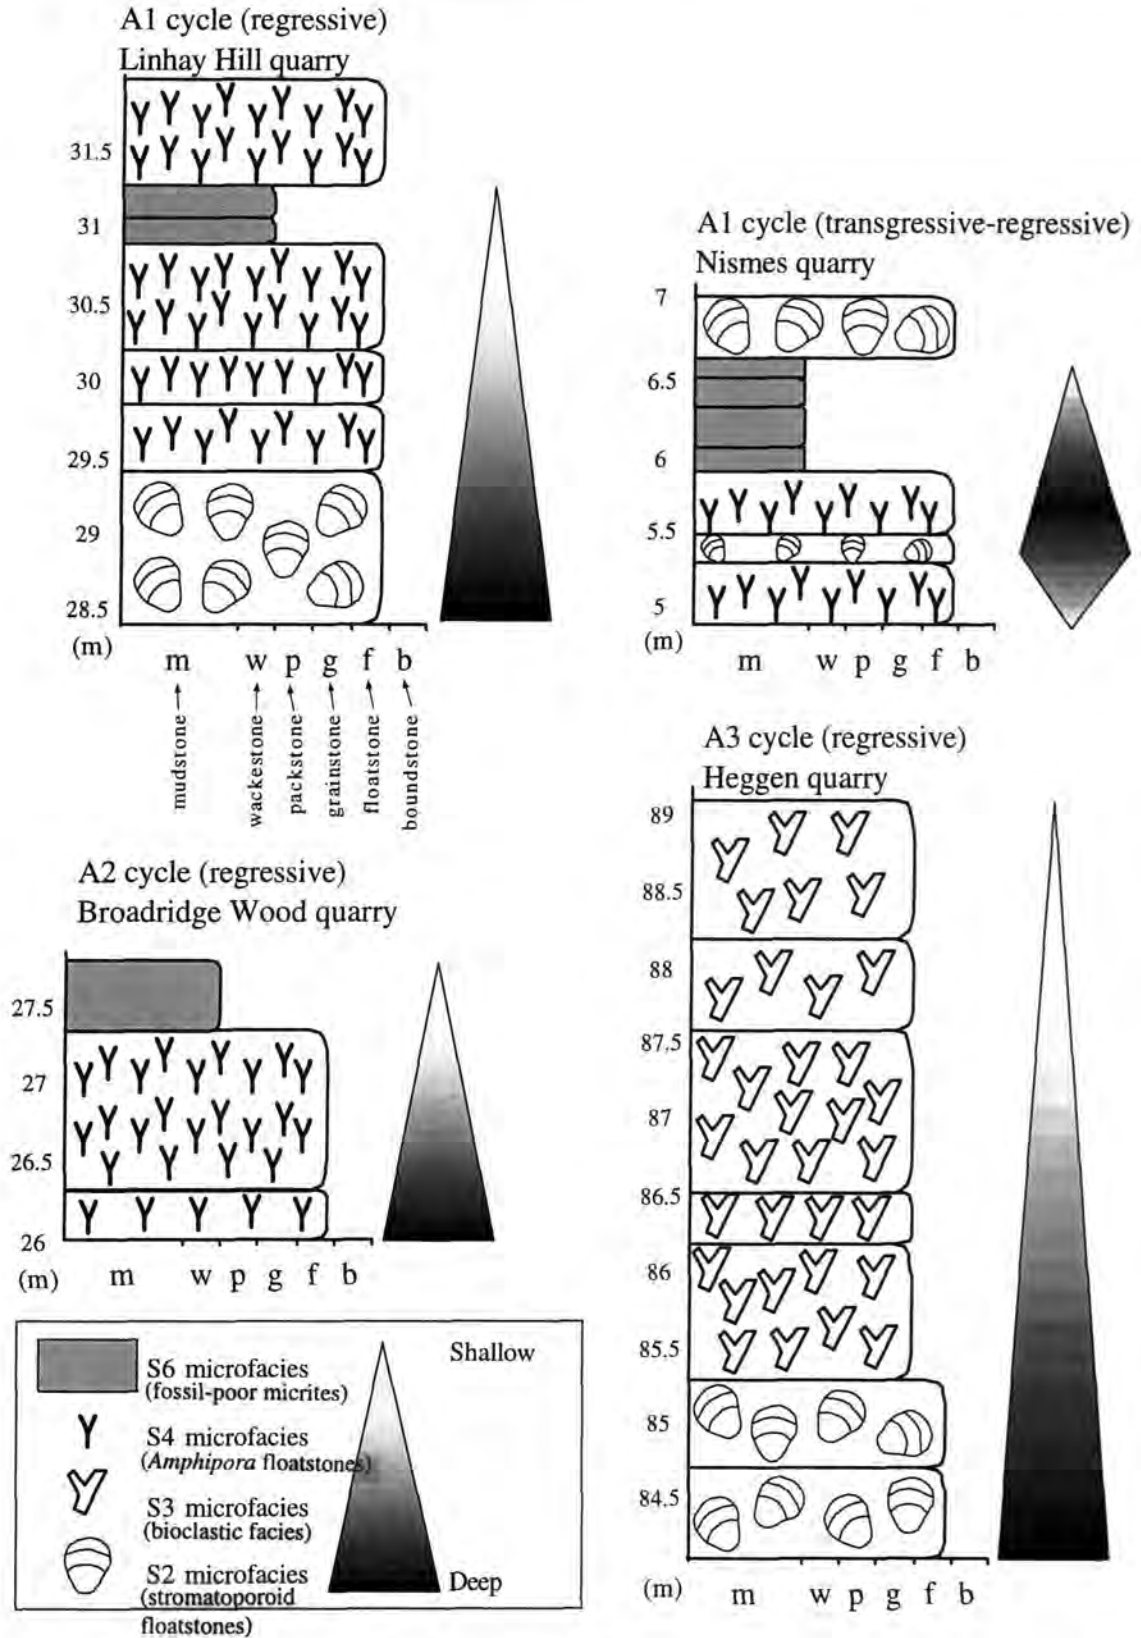 A1 cycle (regressive)
Linhay Hill quarry
31.5
31
30.5
30
29.5
29
28.5
(m)
m w p g f b
mudstone
wackestone
packstone
grainstone
floatstone
boundstone
A1 cycle (transgressive-regressive)
Nismes quarry
7
6.5
6
5.5
5
(m)
m w p g f b
A2 cycle (regressive)
Broadridge Wood quarry
27.5
27
26.5
26
(m)
m w p g f b
A3 cycle (regressive)
Heggen quarry
89
88.5
88
87.5
87
86.5
86
85.5
85
84.5
(m)
m w p g f b
S6 microfacies
(fossil-poor micrites)
S4 microfacies
(Amphipora floatstones)
S3 microfacies
(bioclastic facies)
S2 microfacies
(stromatoporoid
floatstones)
Shallow
Deep